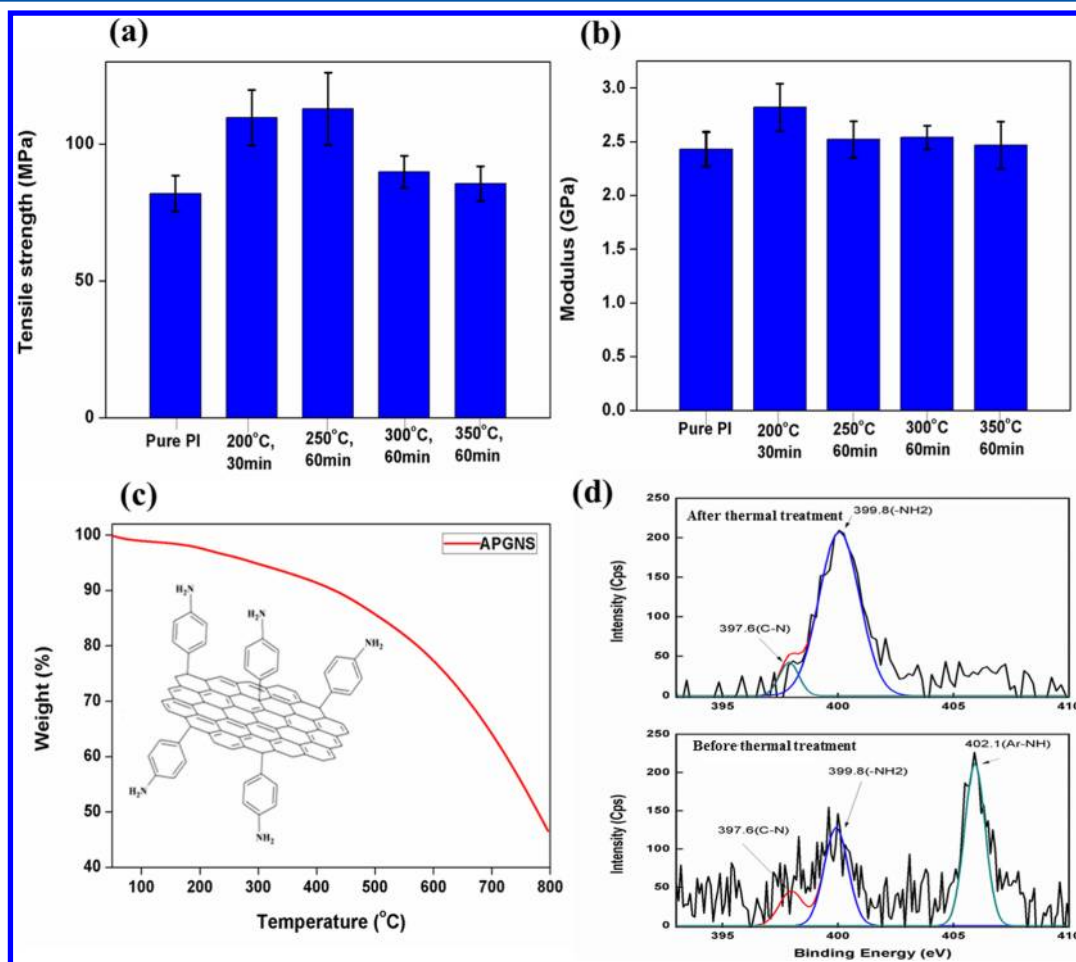 (a)
Tensile strength (MPa)
100
50
0
Pure PI
200°C,
30min
250°C,
60min
300°C,
60min
350°C,
60min
(b)
Modulus (GPa)
3.0
2.5
2.0
1.5
1.0
0.5
0.0
Pure PI
200°C
30min
250°C
60min
300°C
60min
350°C
60min
(c)
Weight (%)
100
90
80
70
60
50
40
APGNS
H2N
H2N
NH2
H2N
H2N
NH2
100 200 300 400 500 600 700 800
Temperature (°C)
(d)
Intensity (Cps)
250
200
150
100
50
0
After thermal treatment
399.8(-NH2)
397.6(C-N)
395 400 405 410
Intensity (Cps)
250
200
150
100
50
0
Before thermal treatment
402.1(Ar-NH)
399.8(-NH2)
397.6(C-N)
395 400 405 410
Binding Energy (eV)